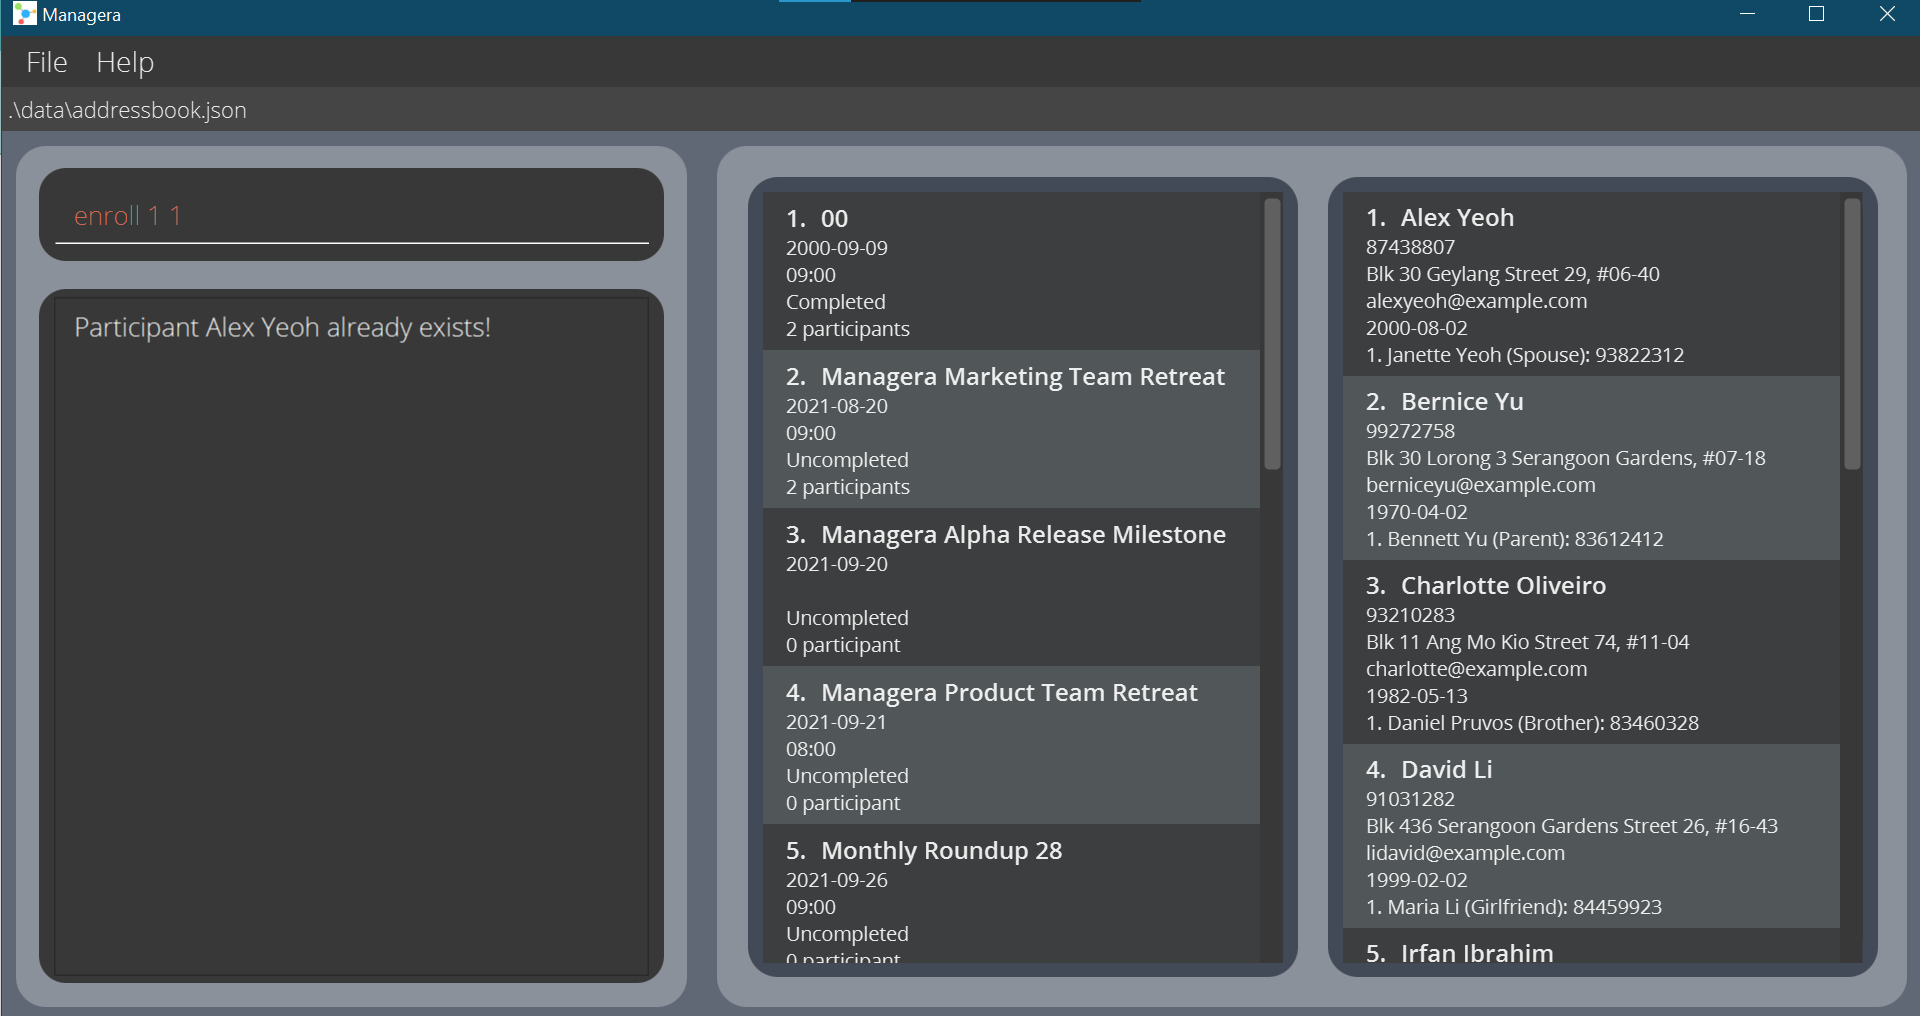 Managera
File Help
.\data\addressbook.json
enroll 1 1
Participant Alex Yeoh already exists!
1. 00
2000-09-09
09:00
Completed
2 participants
2. Managera Marketing Team Retreat
2021-08-20
09:00
Uncompleted
2 participants
3. Managera Alpha Release Milestone
2021-09-20
Uncompleted
0 participant
4. Managera Product Team Retreat
2021-09-21
08:00
Uncompleted
0 participant
5. Monthly Roundup 28
2021-09-26
09:00
Uncompleted
0 participant
1. Alex Yeoh
87438807
Blk 30 Geylang Street 29, #06-40
alexyeoh@example.com
2000-08-02
1. Janette Yeoh (Spouse): 93822312
2. Bernice Yu
99272758
Blk 30 Lorong 3 Serangoon Gardens, #07-18
berniceyu@example.com
1970-04-02
1. Bennett Yu (Parent): 83612412
3. Charlotte Oliveiro
93210283
Blk 11 Ang Mo Kio Street 74, #11-04
charlotte@example.com
1982-05-13
1. Daniel Pruvos (Brother): 83460328
4. David Li
91031282
Blk 436 Serangoon Gardens Street 26, #16-43
lidavid@example.com
1999-02-02
1. Maria Li (Girlfriend): 84459923
5. Irfan Ibrahim